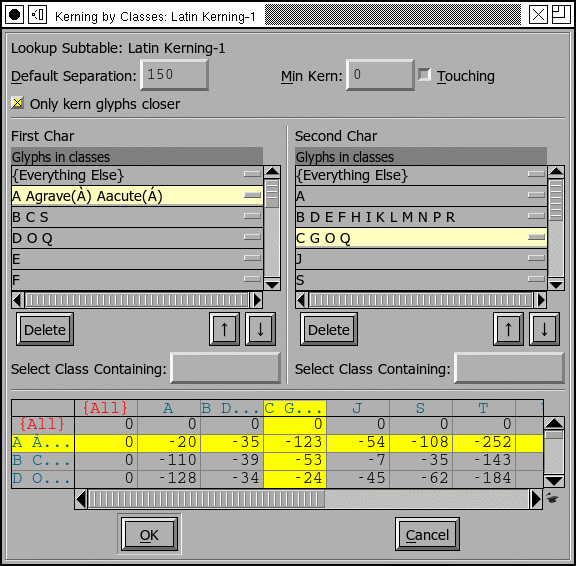 Kerning by Classes: Latin Kerning-1
Lookup Subtable: Latin Kerning-1
Default Separation: 150 Min Kern: 0 Touching
Only kern glyphs closer
First Char Second Char
Glyphs in classes Glyphs in classes
{Everything Else} {Everything Else}
A Agrave(À) Aacute(Á) A
B C S B D E F H I K L M N P R
D O Q C G O Q
E J
F S
Delete ↑ ↓ Delete ↑ ↓
Select Class Containing: Select Class Containing:
{All} A B D... C G... J S T
{All} 0 0 0 0 0 0 0
A À... 0 -20 -35 -123 -54 -108 -252
B C... 0 -110 -39 -53 -7 -35 -143
D O... 0 -128 -34 -24 -45 -62 -184
OK Cancel